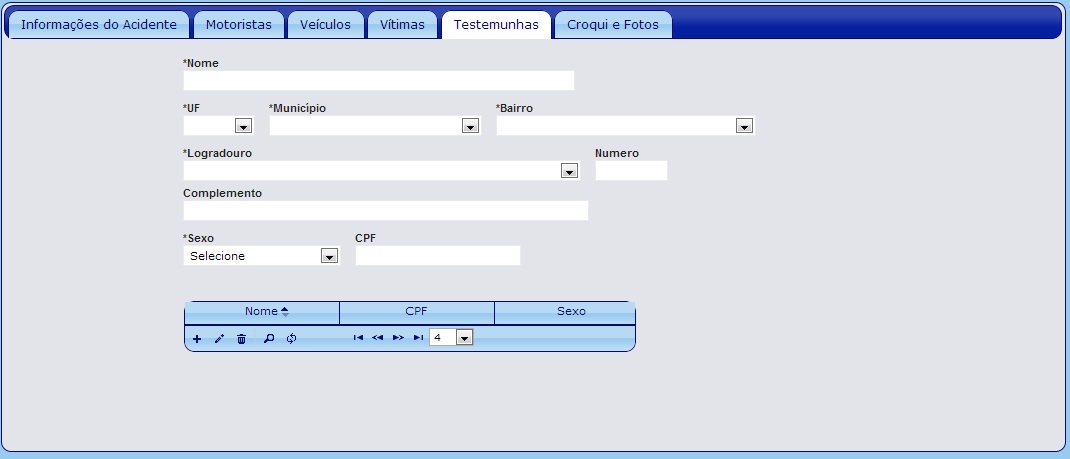 Informações do Acidente Motoristas Veículos Vítimas Testemunhas Croqui e Fotos
*Nome
*UF *Município *Bairro
*Logradouro Numero
Complemento
*Sexo CPF
Selecione
Nome CPF Sexo
4